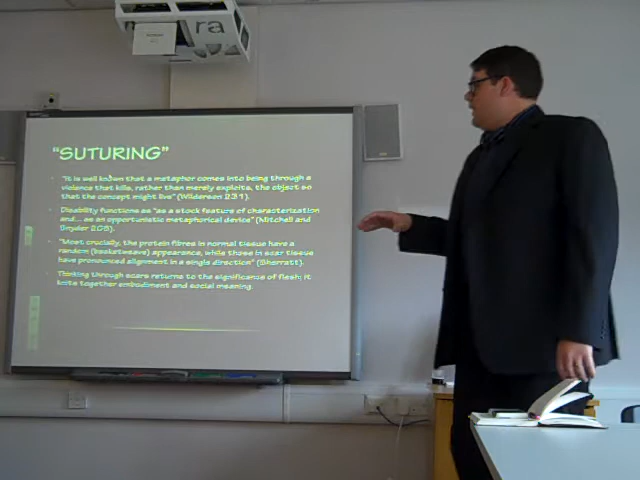 ra
"SUTURING"
"It is well known that a metaphor comes into being through a
violence that kills, rather than merely exploits, the object so
that the concept might live" (Wilderson 231).
Disability functions as "as a stock feature of characterization
and... as an opportunistic metaphorical device" (Mitchell and
Snyder 205).
"Most crucially, the protein fibres in normal tissue have a
random (basketweave) appearance, while those in scar tissue
have pronounced alignment in a single direction" (Sherratt).
Thinking through scars returns to the significance of flesh; it
knits together embodiment and social meaning.